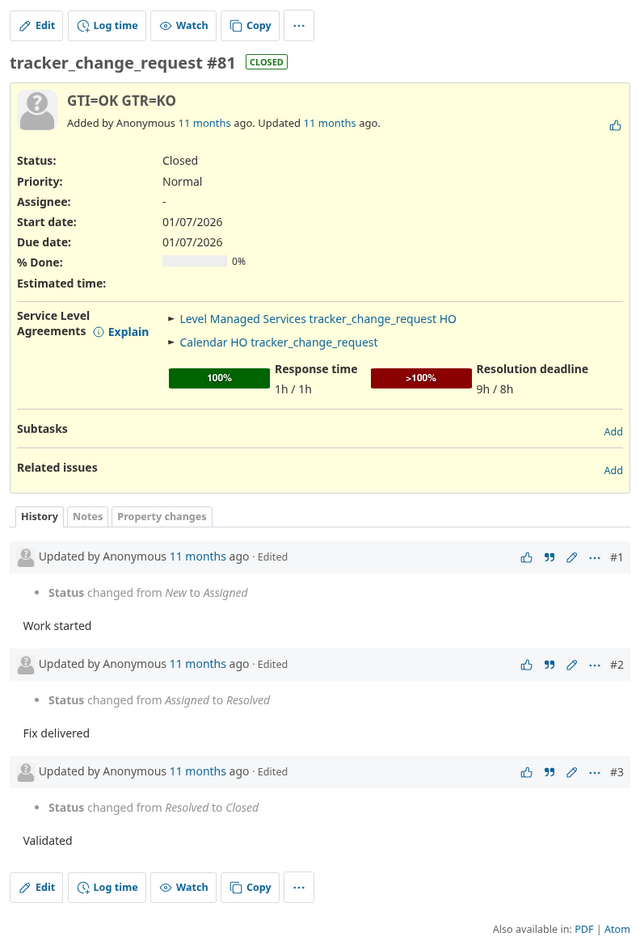 Edit Log time Watch Copy ...
tracker_change_request #81 CLOSED
GTI=OK GTR=KO
Added by Anonymous 11 months ago. Updated 11 months ago.
Status: Closed
Priority: Normal
Assignee: -
Start date: 01/07/2026
Due date: 01/07/2026
% Done: 0%
Estimated time:
Service Level Agreements Explain
► Level Managed Services tracker_change_request HO
► Calendar HO tracker_change_request
100% Response time >100% Resolution deadline
1h / 1h 9h / 8h
Subtasks Add
Related issues Add
History Notes Property changes
Updated by Anonymous 11 months ago · Edited ... #1
• Status changed from New to Assigned
Work started
Updated by Anonymous 11 months ago · Edited ... #2
• Status changed from Assigned to Resolved
Fix delivered
Updated by Anonymous 11 months ago · Edited ... #3
• Status changed from Resolved to Closed
Validated
Edit Log time Watch Copy ...
Also available in: PDF | Atom